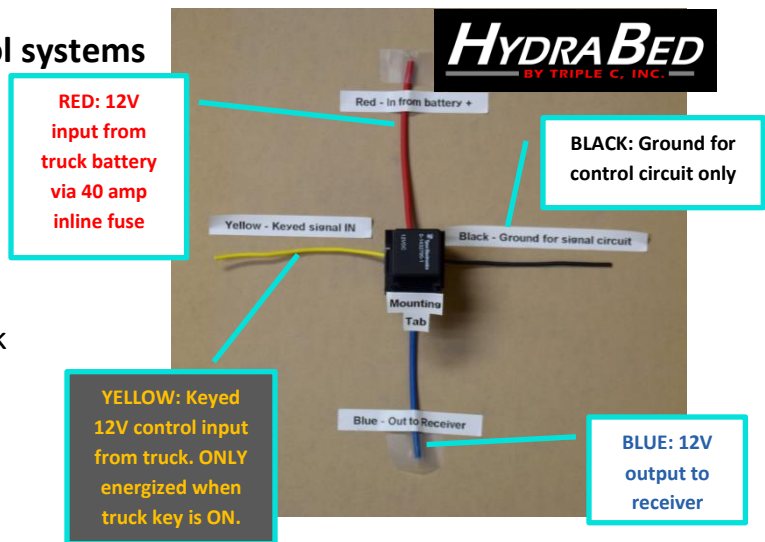 ol systems
HYDRABED
BY TRIPLE C, INC.
RED: 12V
input from
truck battery
via 40 amp
inline fuse
Red - In from battery +
BLACK: Ground for
control circuit only
Yellow - Keyed signal IN
Black - Ground for signal circuit
12VDC
Mounting
Tab
k
YELLOW: Keyed
12V control input
from truck. ONLY
energized when
truck key is ON.
Blue - Out to Receiver
BLUE: 12V
output to
receiver